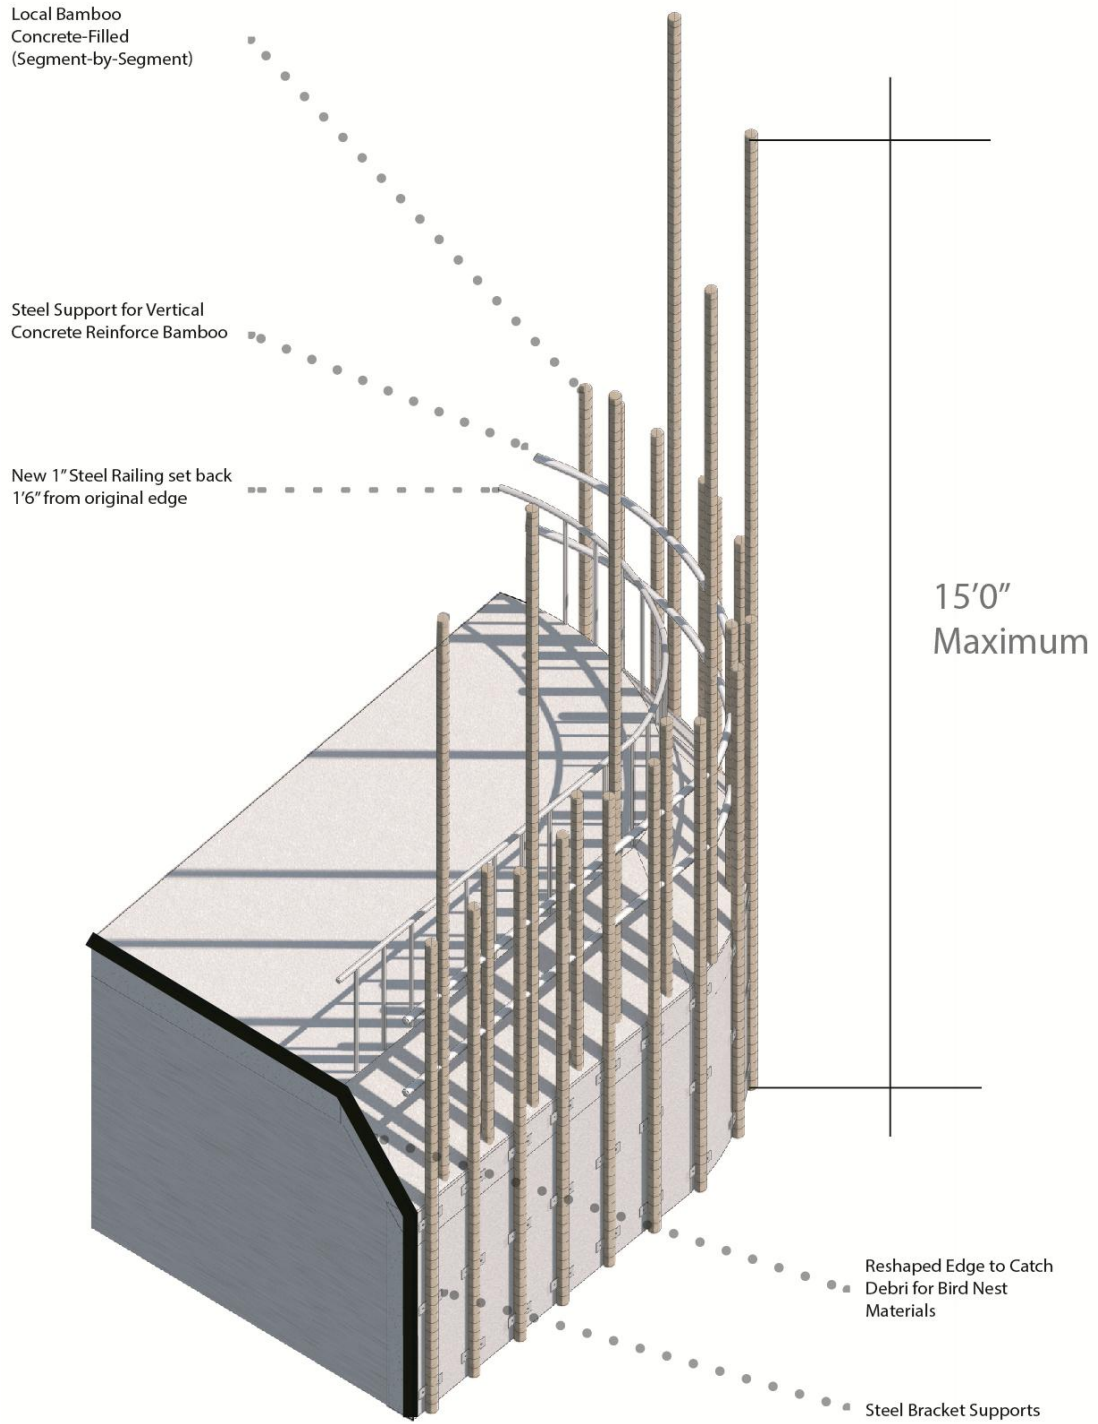 Local Bamboo
Concrete-Filled
(Segment-by-Segment)
Steel Support for Vertical
Concrete Reinforce Bamboo
New 1" Steel Railing set back
1'6" from original edge
15'0"
Maximum
Reshaped Edge to Catch
Debri for Bird Nest
Materials
Steel Bracket Supports